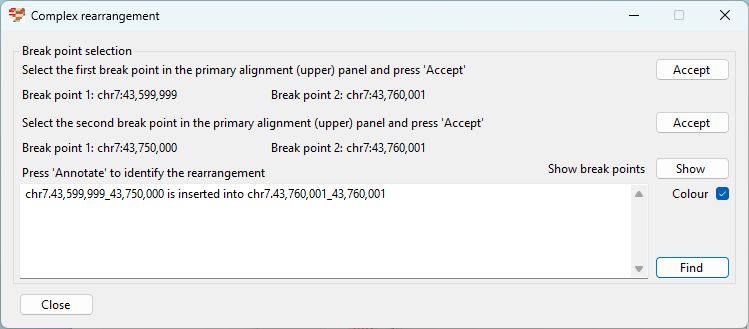 Complex rearrangement
Break point selection
Select the first break point in the primary alignment (upper) panel and press 'Accept'
Accept
Break point 1: chr7:43,599,999 Break point 2: chr7:43,760,001
Select the second break point in the primary alignment (upper) panel and press 'Accept'
Accept
Break point 1: chr7:43,750,000 Break point 2: chr7:43,760,001
Show break points Show
Press 'Annotate' to identify the rearrangement
chr7.43,599,999_43,750,000 is inserted into chr7.43,760,001_43,760,001
Colour
Find
Close